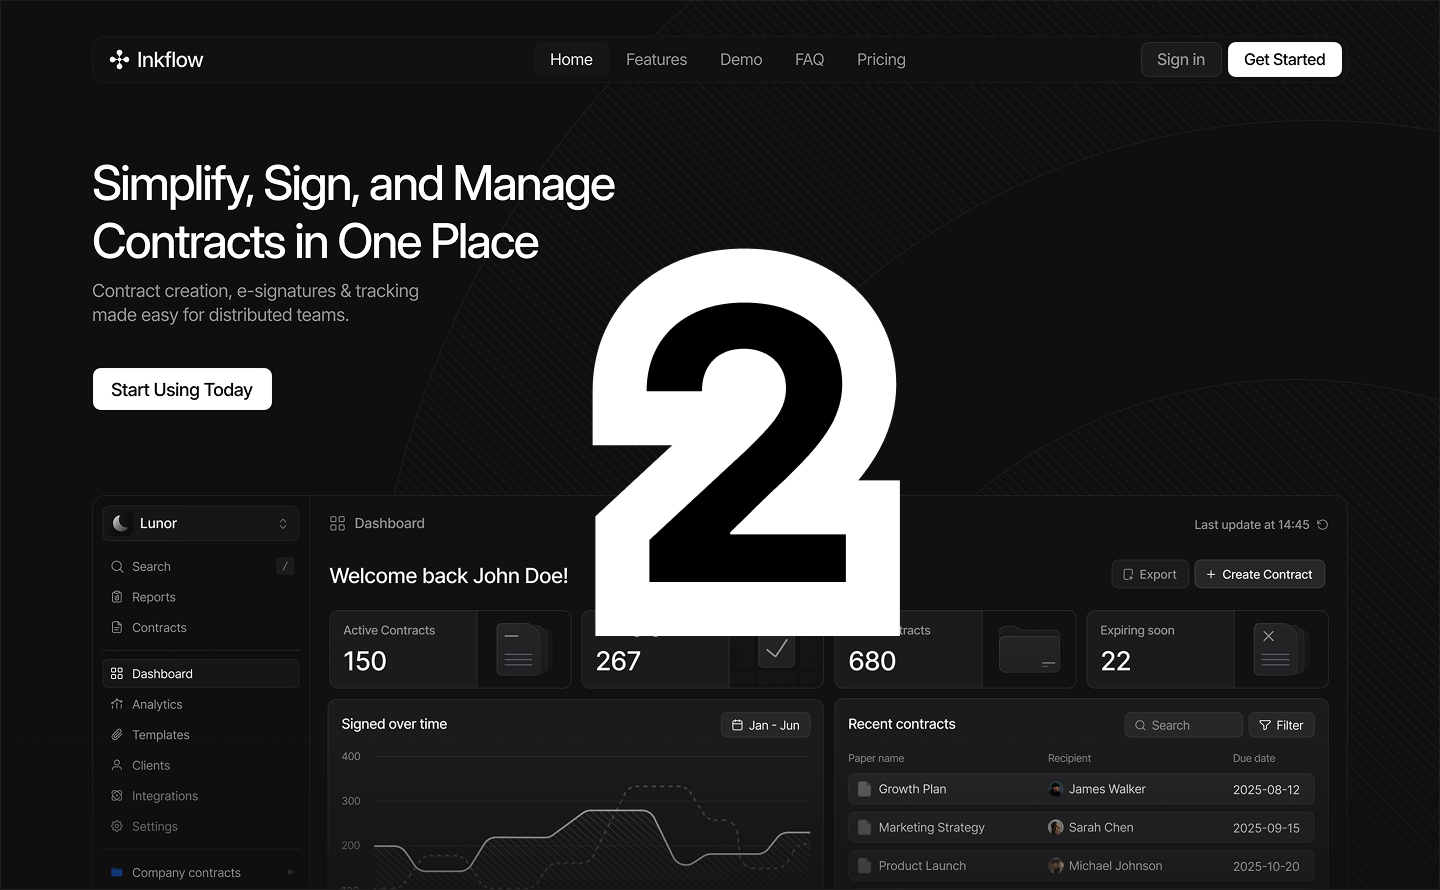 Inkflow
Home
Features
Demo
FAQ
Pricing
Sign in
Get Started
Simplify, Sign, and Manage
Contracts in One Place
Contract creation, e-signatures & tracking
made easy for distributed teams.
Start Using Today
2
Lunor
Search
/
Reports
Contracts
Dashboard
Analytics
Templates
Clients
Integrations
Settings
Company contracts
Dashboard
Last update at 14:45
Welcome back John Doe!
Export
+ Create Contract
Active Contracts
150
267
680
Expiring soon
22
Signed over time
Jan - Jun
400
300
200
Recent contracts
Search
Filter
Paper name
Recipient
Due date
Growth Plan
James Walker
2025-08-12
Marketing Strategy
Sarah Chen
2025-09-15
Product Launch
Michael Johnson
2025-10-20